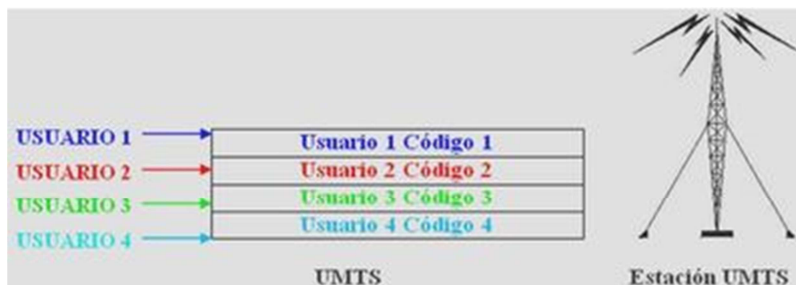 USUARIO 1
Usuario 1 Código 1
USUARIO 2
Usuario 2 Código 2
USUARIO 3
Usuario 3 Código 3
USUARIO 4
Usuario 4 Código 4
UMTS
Estación UMTS